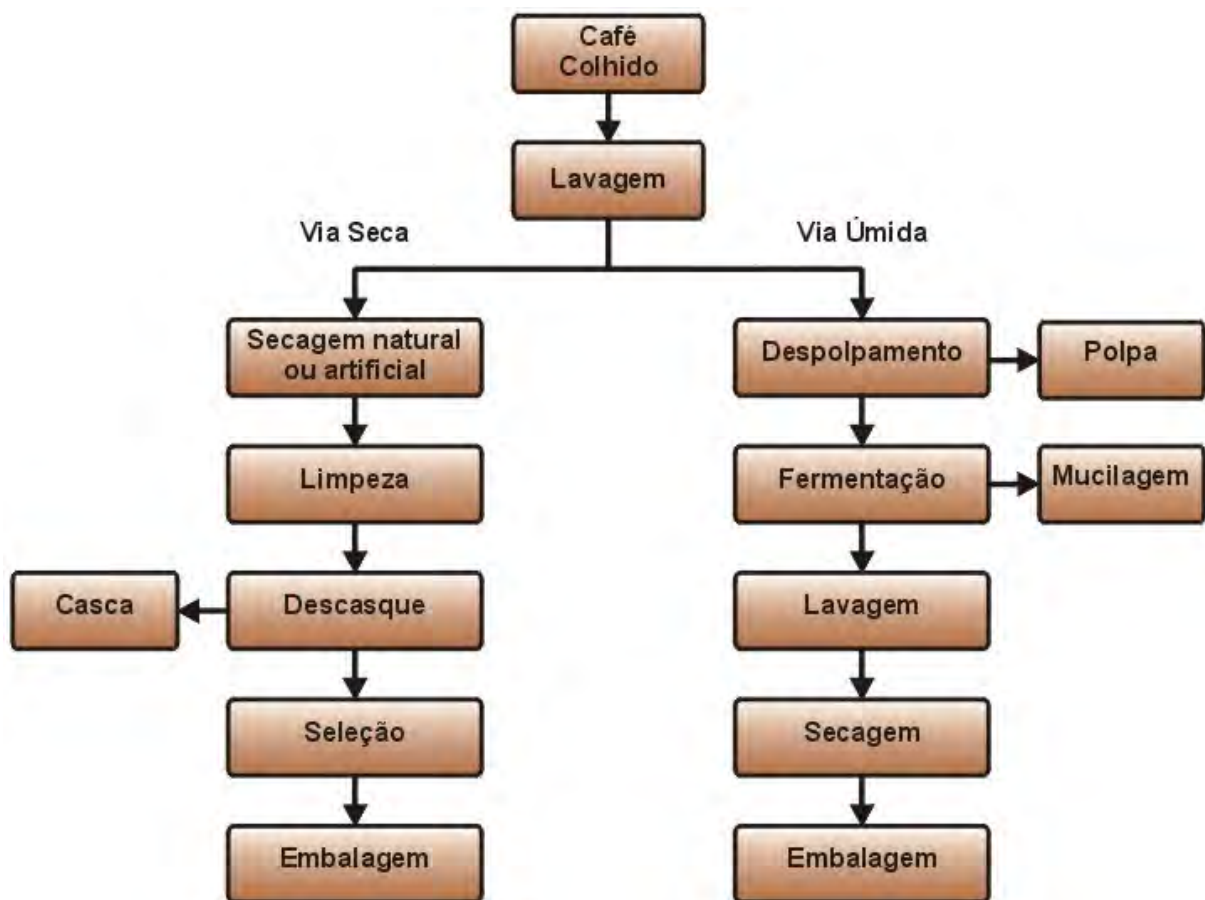 Café
Colhido
Lavagem
Via Seca
Via Úmida
Secagem natural
ou artificial
Despolpamento
Polpa
Limpeza
Fermentação
Mucilagem
Casca
Descasque
Lavagem
Seleção
Secagem
Embalagem
Embalagem